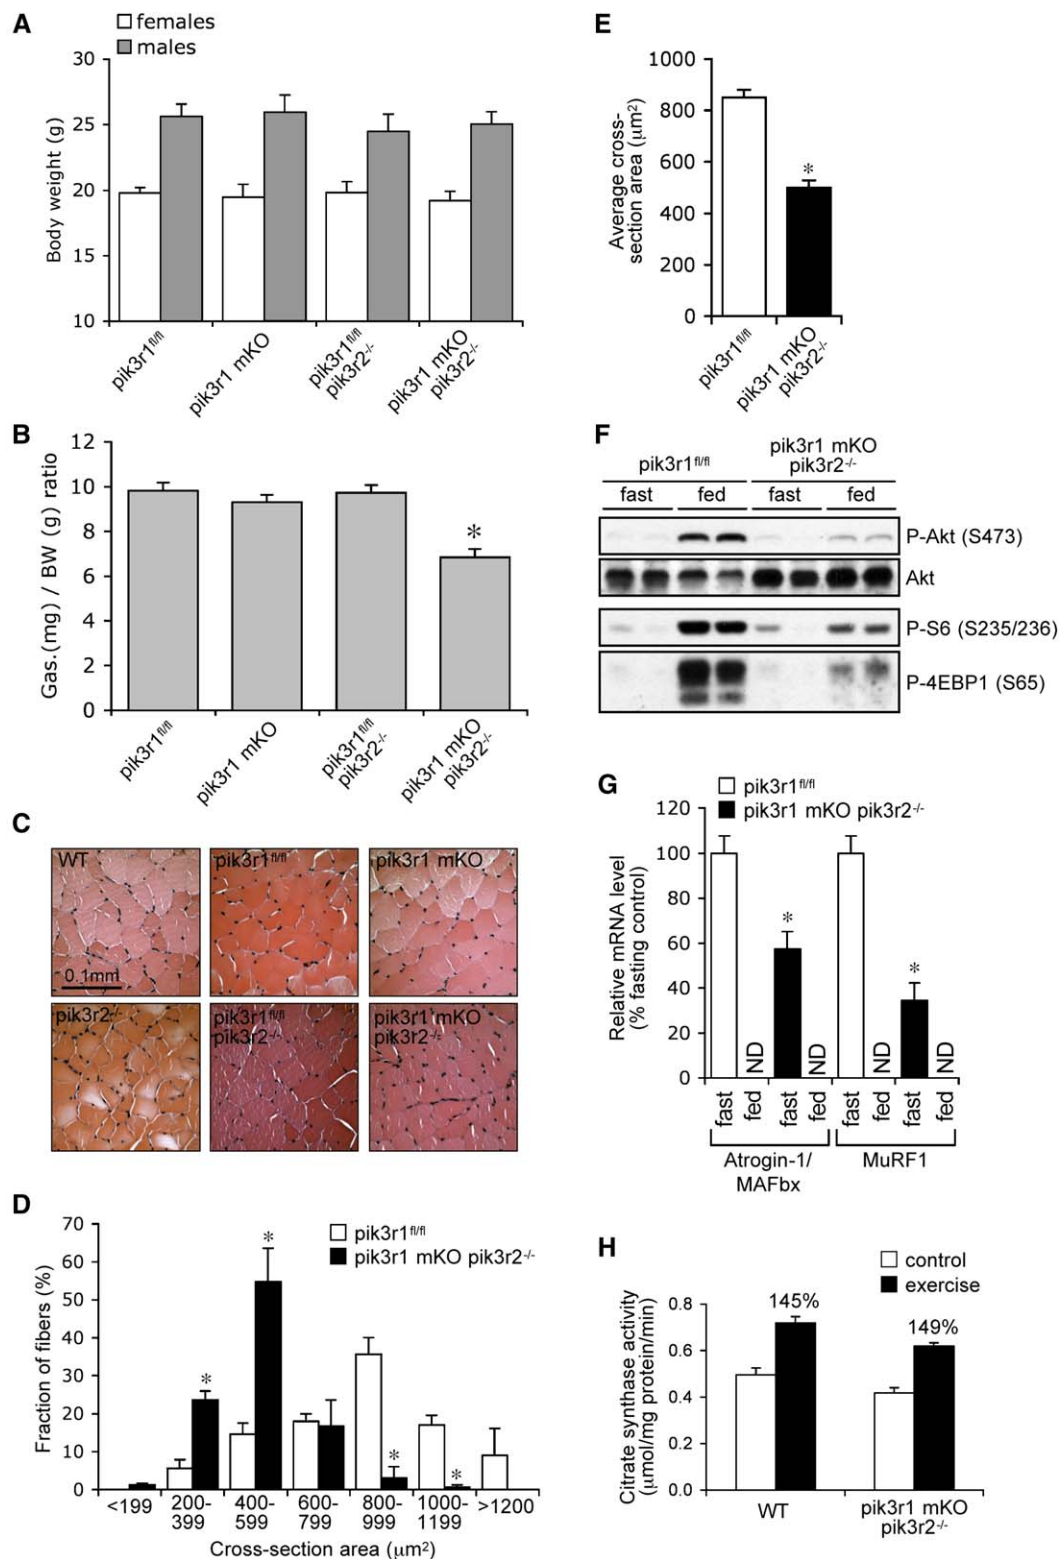 A
females
males
30
25
20
15
10
Body weight (g)
pik3r1fl/fl
pik3r1 mKO
pik3r1fl/fl
pik3r2-/-
pik3r1 mKO
pik3r2-/-
B
12
10
8
6
4
2
0
Gas.(mg) / BW (g) ratio
*
pik3r1fl/fl
pik3r1 mKO
pik3r1fl/fl
pik3r2-/-
pik3r1 mKO
pik3r2-/-
C
WT
0.1mm
pik3r1fl/fl
pik3r1 mKO
pik3r2-/-
pik3r1fl/fl
pik3r2-/-
pik3r1 mKO
pik3r2-/-
D
70
60
50
40
30
20
10
0
Fraction of fibers (%)
pik3r1fl/fl
pik3r1 mKO pik3r2-/-
*
*
*
*
<199
200-
399
400-
599
600-
799
800-
999
1000-
1199
>1200
Cross-section area (μm²)
E
1000
800
600
400
200
0
Average cross-
section area (μm²)
*
pik3r1fl/fl
pik3r1 mKO
pik3r2-/-
F
pik3r1fl/fl
pik3r1 mKO
pik3r2-/-
fast
fed
fast
fed
P-Akt (S473)
Akt
P-S6 (S235/236)
P-4EBP1 (S65)
G
pik3r1fl/fl
pik3r1 mKO pik3r2-/-
120
100
80
60
40
20
0
Relative mRNA level
(% fasting control)
*
*
ND
ND
ND
ND
fast
fed
fast
fed
fast
fed
fast
fed
Atrogin-1/
MAFbx
MuRF1
H
control
exercise
0.8
0.6
0.4
0.2
0.0
Citrate synthase activity
(μmol/mg protein/min)
145%
149%
WT
pik3r1 mKO
pik3r2-/-